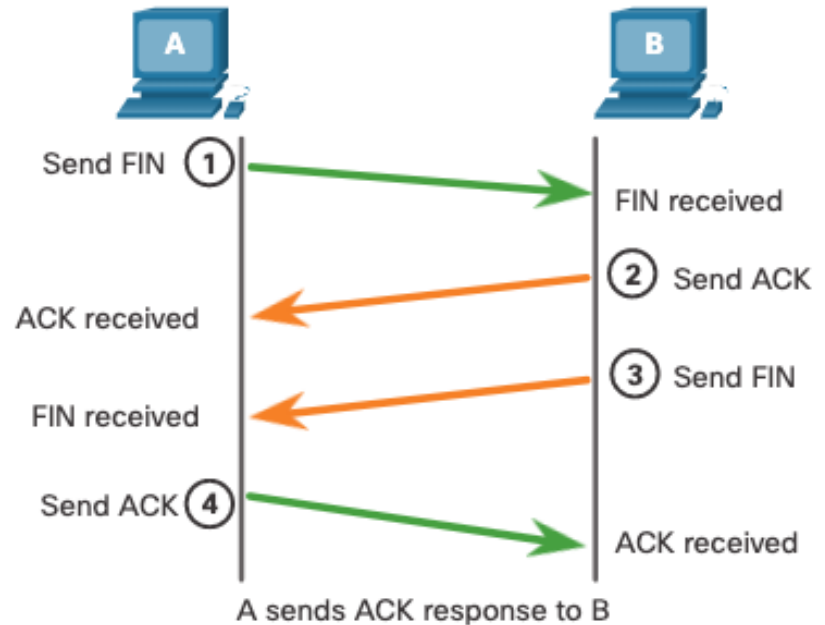 A
B
Send FIN 1
FIN received
2 Send ACK
ACK received
3 Send FIN
FIN received
Send ACK 4
ACK received
A sends ACK response to B